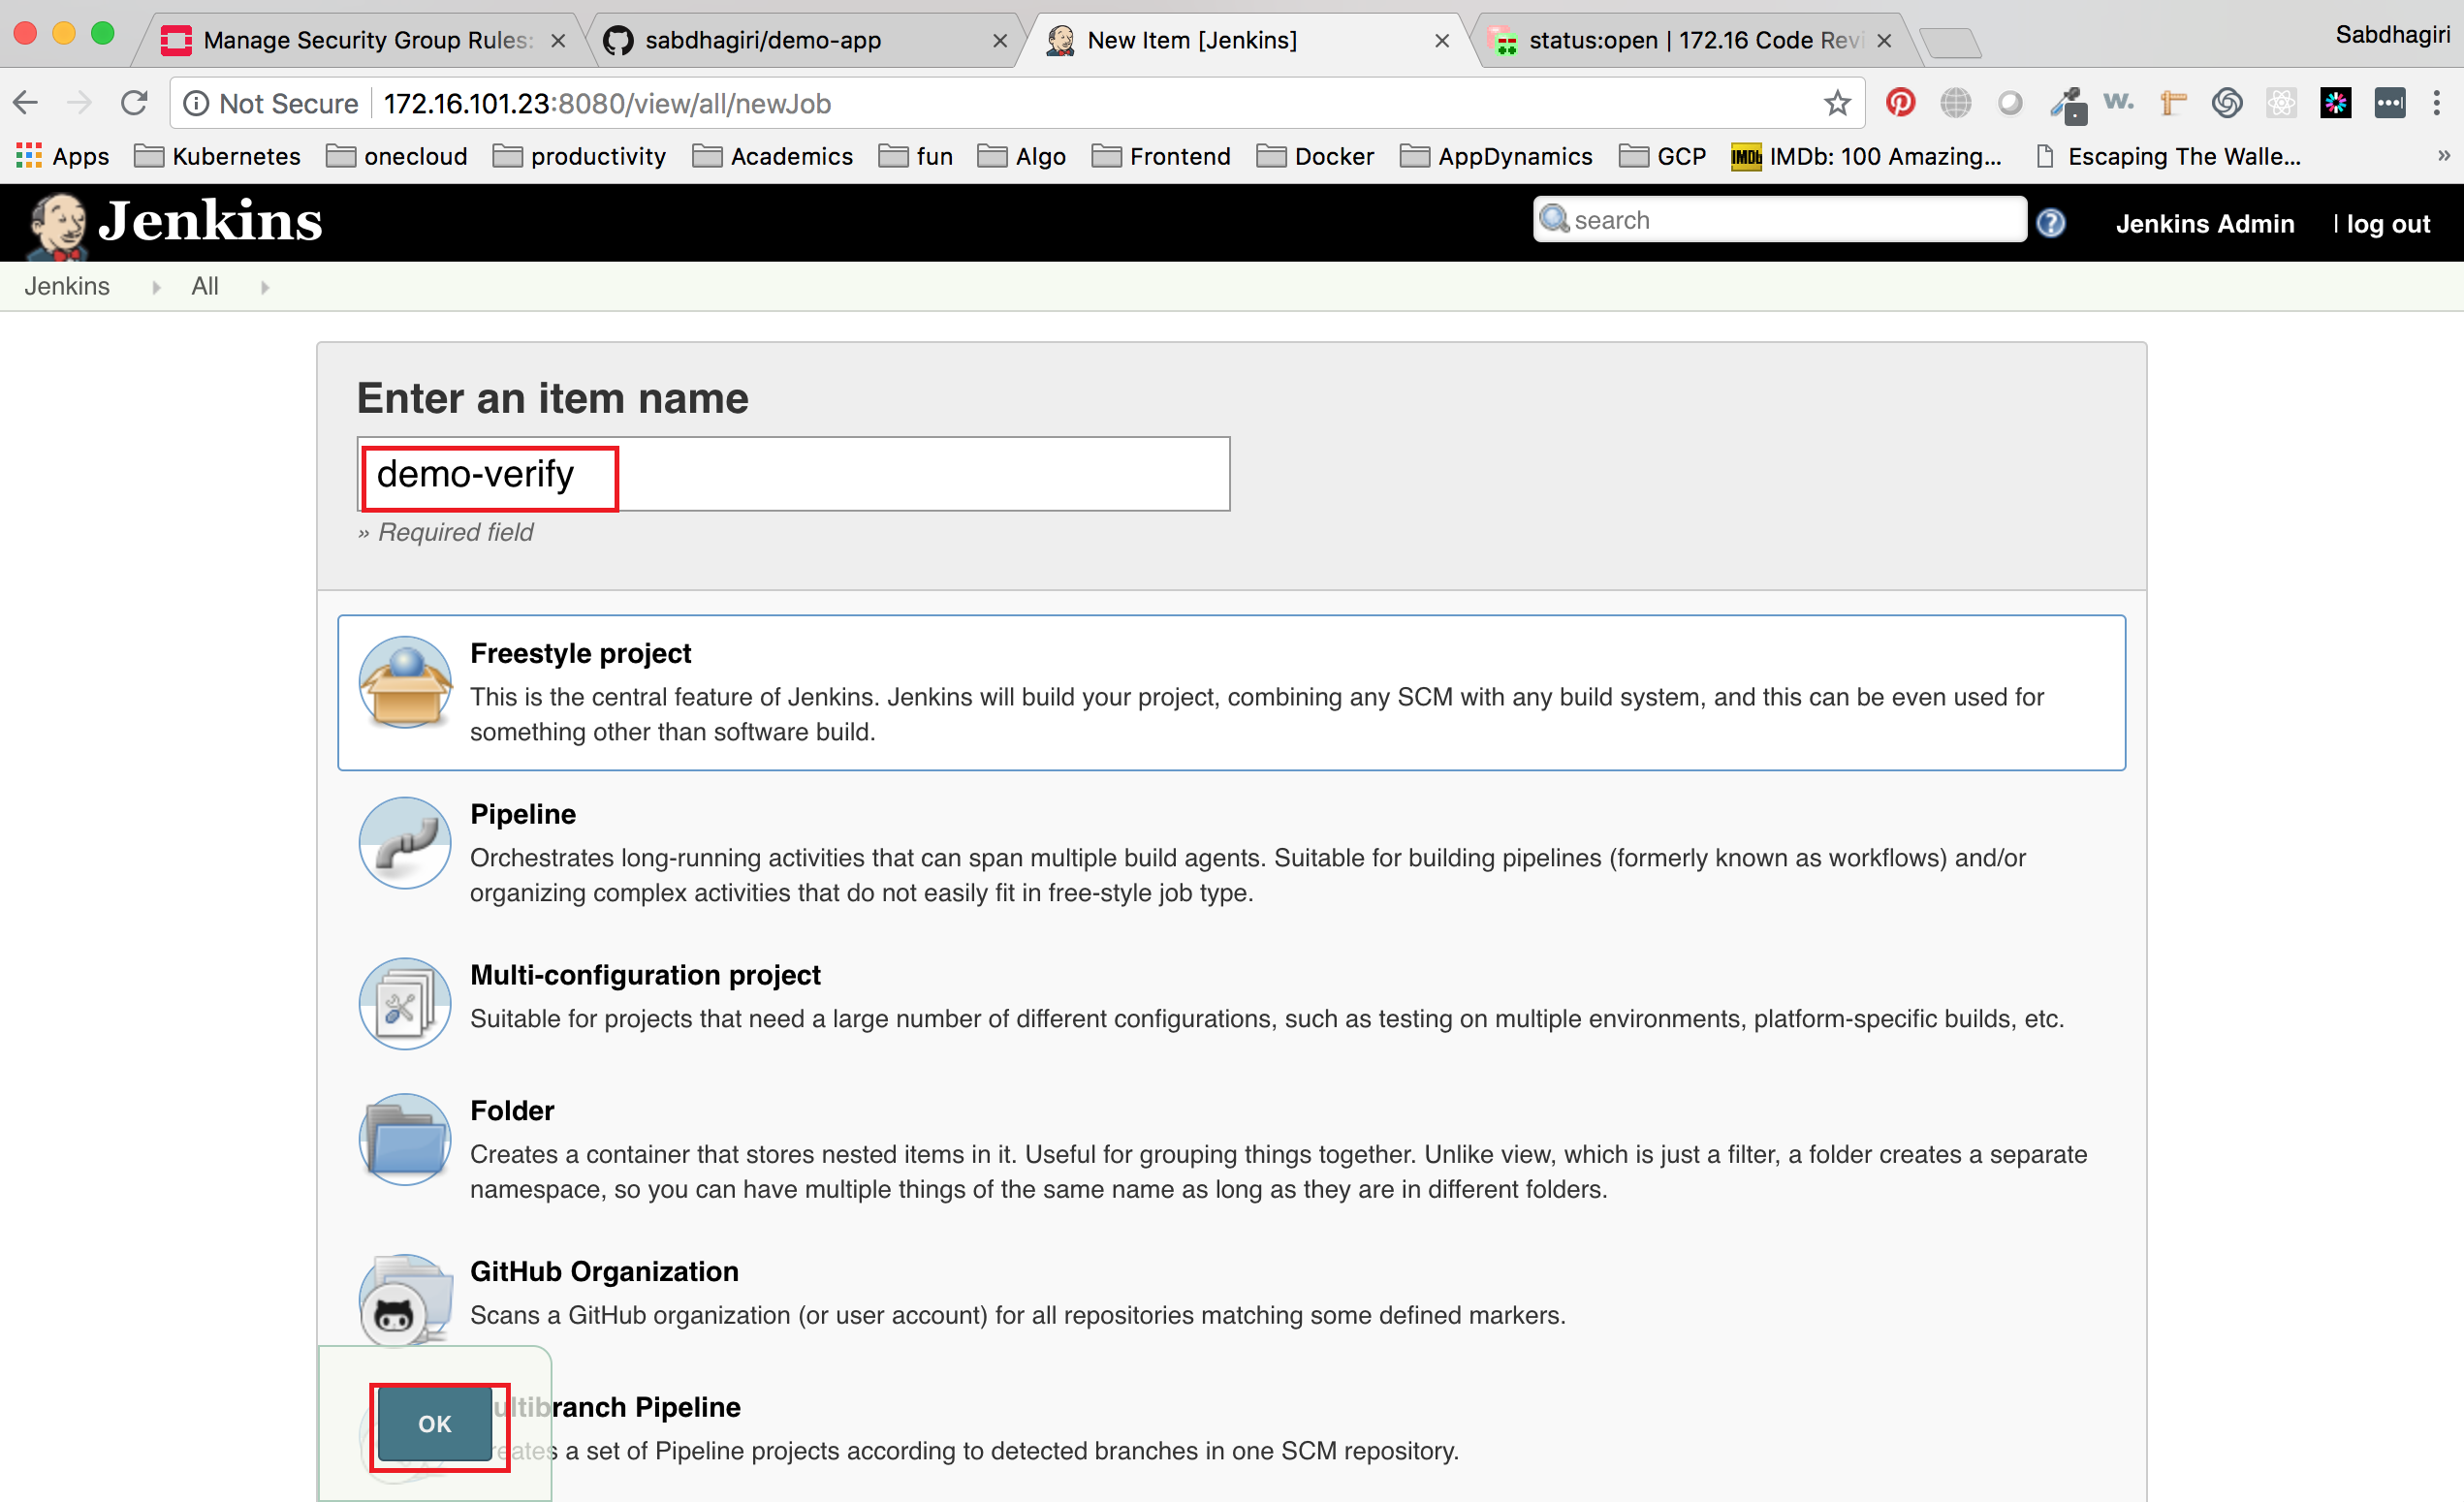 Manage Security Group Rules:
sabdhagiri/demo-app
New Item [Jenkins]
status:open | 172.16 Code Revi
Sabdhagiri
Not Secure 172.16.101.23:8080/view/all/newJob
w.
Apps Kubernetes onecloud productivity Academics fun Algo Frontend Docker AppDynamics GCP IMDb IMDb: 100 Amazing... Escaping The Walle... »
Jenkins
search
?
Jenkins Admin
| log out
Jenkins All
Enter an item name
demo-verify
» Required field
Freestyle project
This is the central feature of Jenkins. Jenkins will build your project, combining any SCM with any build system, and this can be even used for
something other than software build.
Pipeline
Orchestrates long-running activities that can span multiple build agents. Suitable for building pipelines (formerly known as workflows) and/or
organizing complex activities that do not easily fit in free-style job type.
Multi-configuration project
Suitable for projects that need a large number of different configurations, such as testing on multiple environments, platform-specific builds, etc.
Folder
Creates a container that stores nested items in it. Useful for grouping things together. Unlike view, which is just a filter, a folder creates a separate
namespace, so you can have multiple things of the same name as long as they are in different folders.
GitHub Organization
Scans a GitHub organization (or user account) for all repositories matching some defined markers.
OK
ultibranch Pipeline
reates a set of Pipeline projects according to detected branches in one SCM repository.